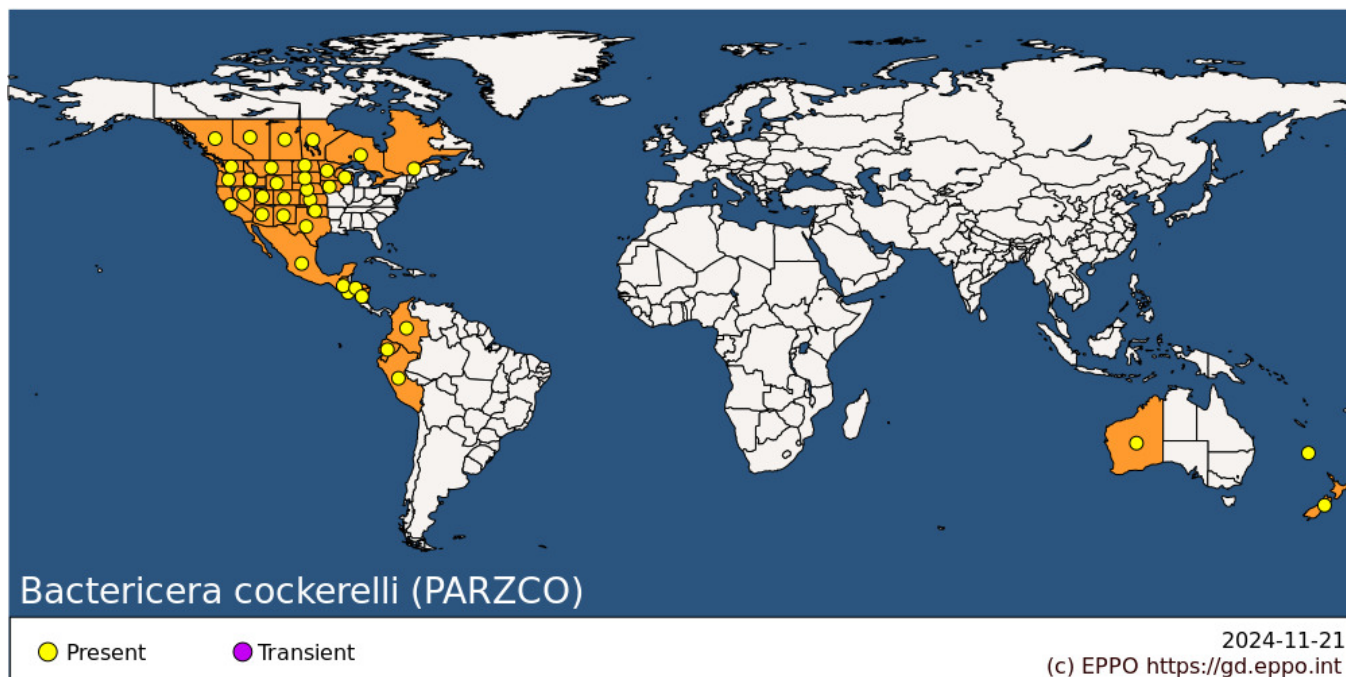 Bactericera cockerelli (PARZCO)
Present
Transient
2024-11-21
(c) EPPO https://gd.eppo.int